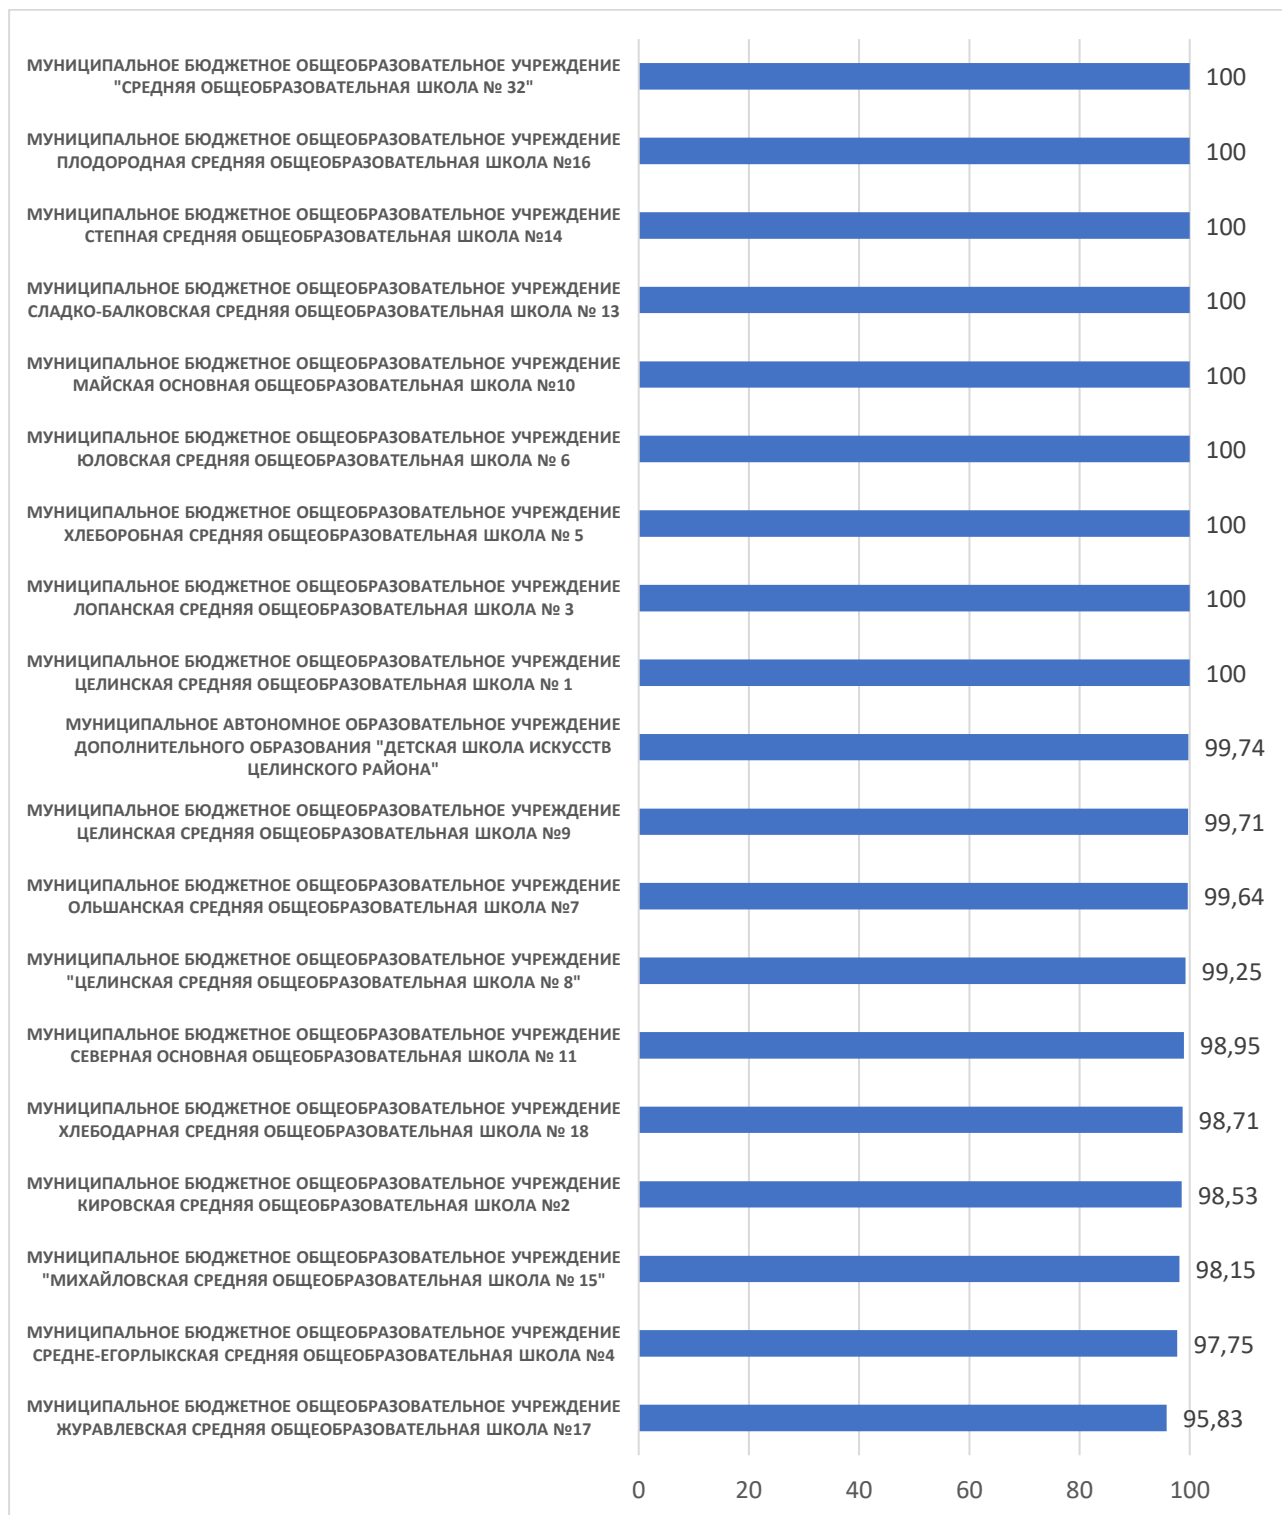 МУНИЦИПАЛЬНОЕ БЮДЖЕТНОЕ ОБЩЕОБРАЗОВАТЕЛЬНОЕ УЧРЕЖДЕНИЕ
"СРЕДНЯЯ ОБЩЕОБРАЗОВАТЕЛЬНАЯ ШКОЛА № 32"
100
МУНИЦИПАЛЬНОЕ БЮДЖЕТНОЕ ОБЩЕОБРАЗОВАТЕЛЬНОЕ УЧРЕЖДЕНИЕ
ПЛОДОРОДНАЯ СРЕДНЯЯ ОБЩЕОБРАЗОВАТЕЛЬНАЯ ШКОЛА №16
100
МУНИЦИПАЛЬНОЕ БЮДЖЕТНОЕ ОБЩЕОБРАЗОВАТЕЛЬНОЕ УЧРЕЖДЕНИЕ
СТЕПНАЯ СРЕДНЯЯ ОБЩЕОБРАЗОВАТЕЛЬНАЯ ШКОЛА №14
100
МУНИЦИПАЛЬНОЕ БЮДЖЕТНОЕ ОБЩЕОБРАЗОВАТЕЛЬНОЕ УЧРЕЖДЕНИЕ
СЛАДКО-БАЛКОВСКАЯ СРЕДНЯЯ ОБЩЕОБРАЗОВАТЕЛЬНАЯ ШКОЛА № 13
100
МУНИЦИПАЛЬНОЕ БЮДЖЕТНОЕ ОБЩЕОБРАЗОВАТЕЛЬНОЕ УЧРЕЖДЕНИЕ
МАЙСКАЯ ОСНОВНАЯ ОБЩЕОБРАЗОВАТЕЛЬНАЯ ШКОЛА №10
100
МУНИЦИПАЛЬНОЕ БЮДЖЕТНОЕ ОБЩЕОБРАЗОВАТЕЛЬНОЕ УЧРЕЖДЕНИЕ
ЮЛОВСКАЯ СРЕДНЯЯ ОБЩЕОБРАЗОВАТЕЛЬНАЯ ШКОЛА № 6
100
МУНИЦИПАЛЬНОЕ БЮДЖЕТНОЕ ОБЩЕОБРАЗОВАТЕЛЬНОЕ УЧРЕЖДЕНИЕ
ХЛЕБОРОБНАЯ СРЕДНЯЯ ОБЩЕОБРАЗОВАТЕЛЬНАЯ ШКОЛА № 5
100
МУНИЦИПАЛЬНОЕ БЮДЖЕТНОЕ ОБЩЕОБРАЗОВАТЕЛЬНОЕ УЧРЕЖДЕНИЕ
ЛОПАНСКАЯ СРЕДНЯЯ ОБЩЕОБРАЗОВАТЕЛЬНАЯ ШКОЛА № 3
100
МУНИЦИПАЛЬНОЕ БЮДЖЕТНОЕ ОБЩЕОБРАЗОВАТЕЛЬНОЕ УЧРЕЖДЕНИЕ
ЦЕЛИНСКАЯ СРЕДНЯЯ ОБЩЕОБРАЗОВАТЕЛЬНАЯ ШКОЛА № 1
100
МУНИЦИПАЛЬНОЕ АВТОНОМНОЕ ОБРАЗОВАТЕЛЬНОЕ УЧРЕЖДЕНИЕ
ДОПОЛНИТЕЛЬНОГО ОБРАЗОВАНИЯ "ДЕТСКАЯ ШКОЛА ИСКУССТВ
ЦЕЛИНСКОГО РАЙОНА"
99,74
МУНИЦИПАЛЬНОЕ БЮДЖЕТНОЕ ОБЩЕОБРАЗОВАТЕЛЬНОЕ УЧРЕЖДЕНИЕ
ЦЕЛИНСКАЯ СРЕДНЯЯ ОБЩЕОБРАЗОВАТЕЛЬНАЯ ШКОЛА №9
99,71
МУНИЦИПАЛЬНОЕ БЮДЖЕТНОЕ ОБЩЕОБРАЗОВАТЕЛЬНОЕ УЧРЕЖДЕНИЕ
ОЛЬШАНСКАЯ СРЕДНЯЯ ОБЩЕОБРАЗОВАТЕЛЬНАЯ ШКОЛА №7
99,64
МУНИЦИПАЛЬНОЕ БЮДЖЕТНОЕ ОБЩЕОБРАЗОВАТЕЛЬНОЕ УЧРЕЖДЕНИЕ
"ЦЕЛИНСКАЯ СРЕДНЯЯ ОБЩЕОБРАЗОВАТЕЛЬНАЯ ШКОЛА № 8"
99,25
МУНИЦИПАЛЬНОЕ БЮДЖЕТНОЕ ОБЩЕОБРАЗОВАТЕЛЬНОЕ УЧРЕЖДЕНИЕ
СЕВЕРНАЯ ОСНОВНАЯ ОБЩЕОБРАЗОВАТЕЛЬНАЯ ШКОЛА № 11
98,95
МУНИЦИПАЛЬНОЕ БЮДЖЕТНОЕ ОБЩЕОБРАЗОВАТЕЛЬНОЕ УЧРЕЖДЕНИЕ
ХЛЕБОДАРНАЯ СРЕДНЯЯ ОБЩЕОБРАЗОВАТЕЛЬНАЯ ШКОЛА № 18
98,71
МУНИЦИПАЛЬНОЕ БЮДЖЕТНОЕ ОБЩЕОБРАЗОВАТЕЛЬНОЕ УЧРЕЖДЕНИЕ
КИРОВСКАЯ СРЕДНЯЯ ОБЩЕОБРАЗОВАТЕЛЬНАЯ ШКОЛА №2
98,53
МУНИЦИПАЛЬНОЕ БЮДЖЕТНОЕ ОБЩЕОБРАЗОВАТЕЛЬНОЕ УЧРЕЖДЕНИЕ
"МИХАЙЛОВСКАЯ СРЕДНЯЯ ОБЩЕОБРАЗОВАТЕЛЬНАЯ ШКОЛА № 15"
98,15
МУНИЦИПАЛЬНОЕ БЮДЖЕТНОЕ ОБЩЕОБРАЗОВАТЕЛЬНОЕ УЧРЕЖДЕНИЕ
СРЕДНЕ-ЕГОРЛЫКСКАЯ СРЕДНЯЯ ОБЩЕОБРАЗОВАТЕЛЬНАЯ ШКОЛА №4
97,75
МУНИЦИПАЛЬНОЕ БЮДЖЕТНОЕ ОБЩЕОБРАЗОВАТЕЛЬНОЕ УЧРЕЖДЕНИЕ
ЖУРАВЛЕВСКАЯ СРЕДНЯЯ ОБЩЕОБРАЗОВАТЕЛЬНАЯ ШКОЛА №17
95,83
0 20 40 60 80 100